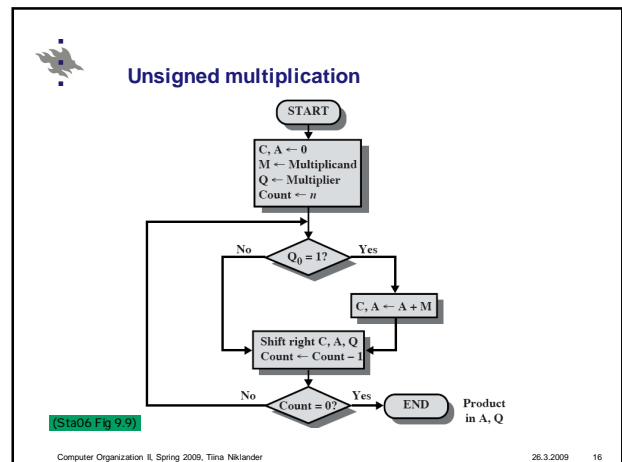 Unsigned multiplication
START
C, A ← 0
M ← Multiplicand
Q ← Multiplier
Count ← n
No
Q₀ = 1?
Yes
C, A ← A + M
Shift right C, A, Q
Count ← Count – 1
No
Count = 0?
Yes
END
Product
in A, Q
(Sta06 Fig 9.9)
Computer Organization II, Spring 2009, Tiina Niklander
26.3.2009
16